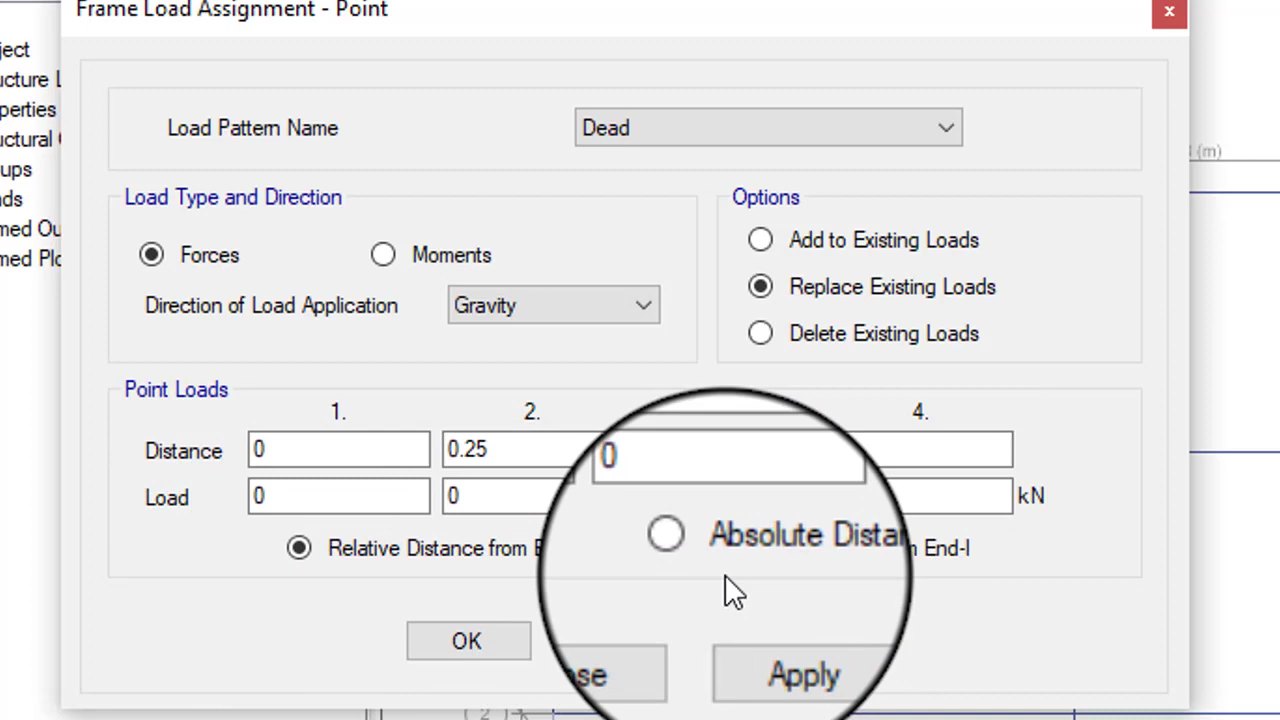 Frame Load Assignment - Point
x
ject
ucture L
perties
uctural
ups
ds
med Ou
med Plo
Load Pattern Name
Dead
(m)
Load Type and Direction
Options
Forces
Moments
Add to Existing Loads
Direction of Load Application
Gravity
Replace Existing Loads
Delete Existing Loads
Point Loads
1.
2.
4.
Distance
0
0.25
0
Load
0
0
kN
Relative Distance from E
Absolute Distan
End-I
OK
ose
Apply
2